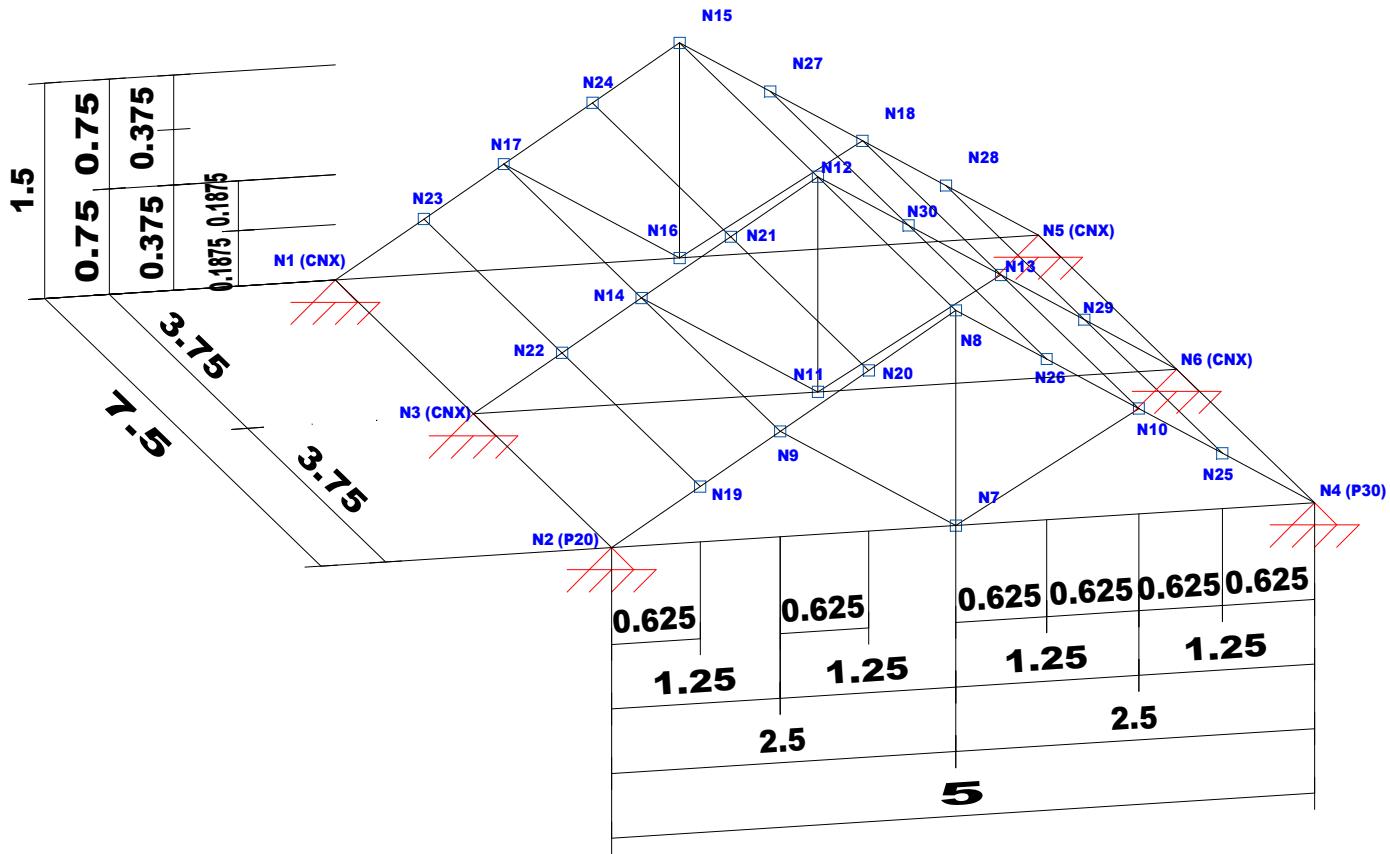 N15
N27
N24
N18
N17
N12
N28
0.75
0.375
1.5
N23
N30
N5 (CNX)
0.1875
N21
N16
N13
N1 (CNX)
0.75
0.375
0.1875
N14
N29
N8
3.75
N22
N11
N20
N26
N6 (CNX)
7.5
N3 (CNX)
N9
N10
N25
3.75
N19
N7
N4 (P30)
N2 (P20)
0.625
0.625
0.625
0.625
0.625
0.625
1.25
1.25
1.25
1.25
2.5
2.5
5